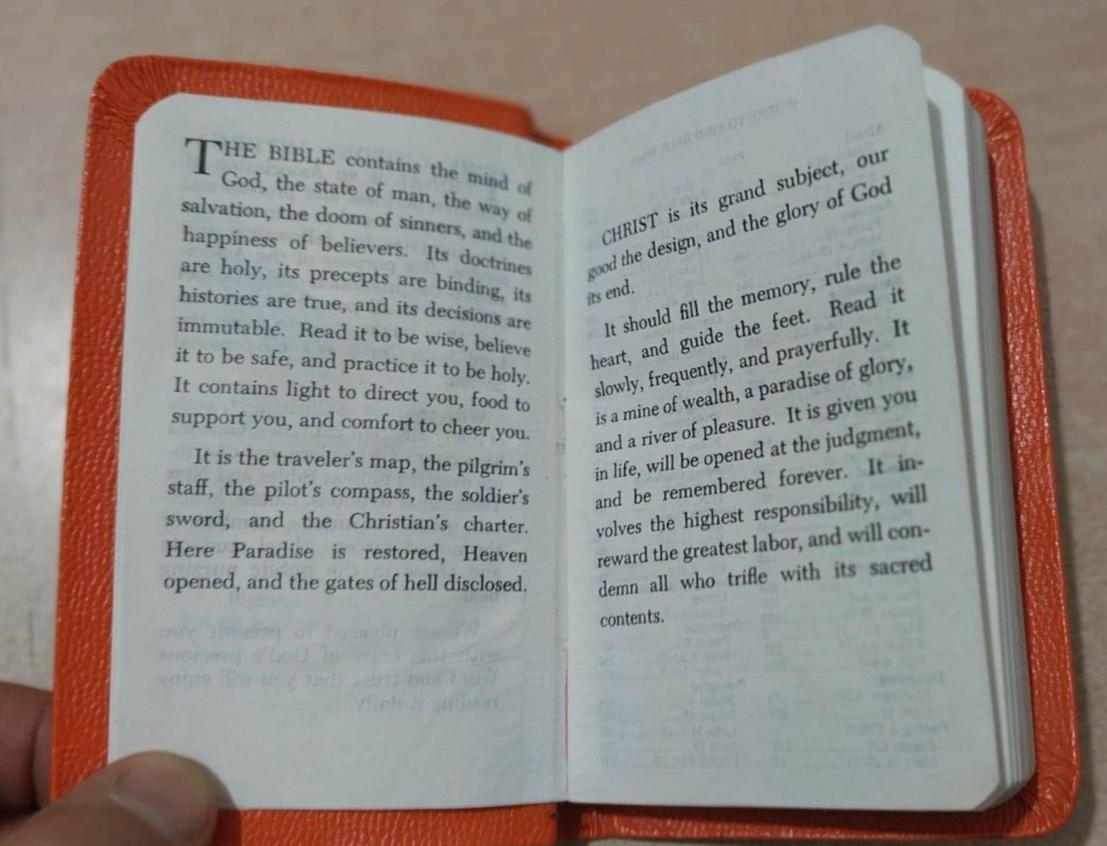 THE BIBLE contains the mind of
God, the state of man, the way of
salvation, the doom of sinners, and the
happiness of believers. Its doctrines
are holy, its precepts are binding, its
histories are true, and its decisions are
immutable. Read it to be wise, believe
it to be safe, and practice it to be holy.
It contains light to direct you, food to
support you, and comfort to cheer you.
It is the traveler's map, the pilgrim's
staff, the pilot's compass, the soldier's
sword, and the Christian's charter.
Here Paradise is restored, Heaven
opened, and the gates of hell disclosed.
CHRIST is its grand subject, our
good the design, and the glory of God
its end.
It should fill the memory, rule the
heart, and guide the feet. Read it
slowly, frequently, and prayerfully. It
is a mine of wealth, a paradise of glory,
and a river of pleasure. It is given you
in life, will be opened at the judgment,
and be remembered forever. It in-
volves the highest responsibility, will
reward the greatest labor, and will con-
demn all who trifle with its sacred
contents.